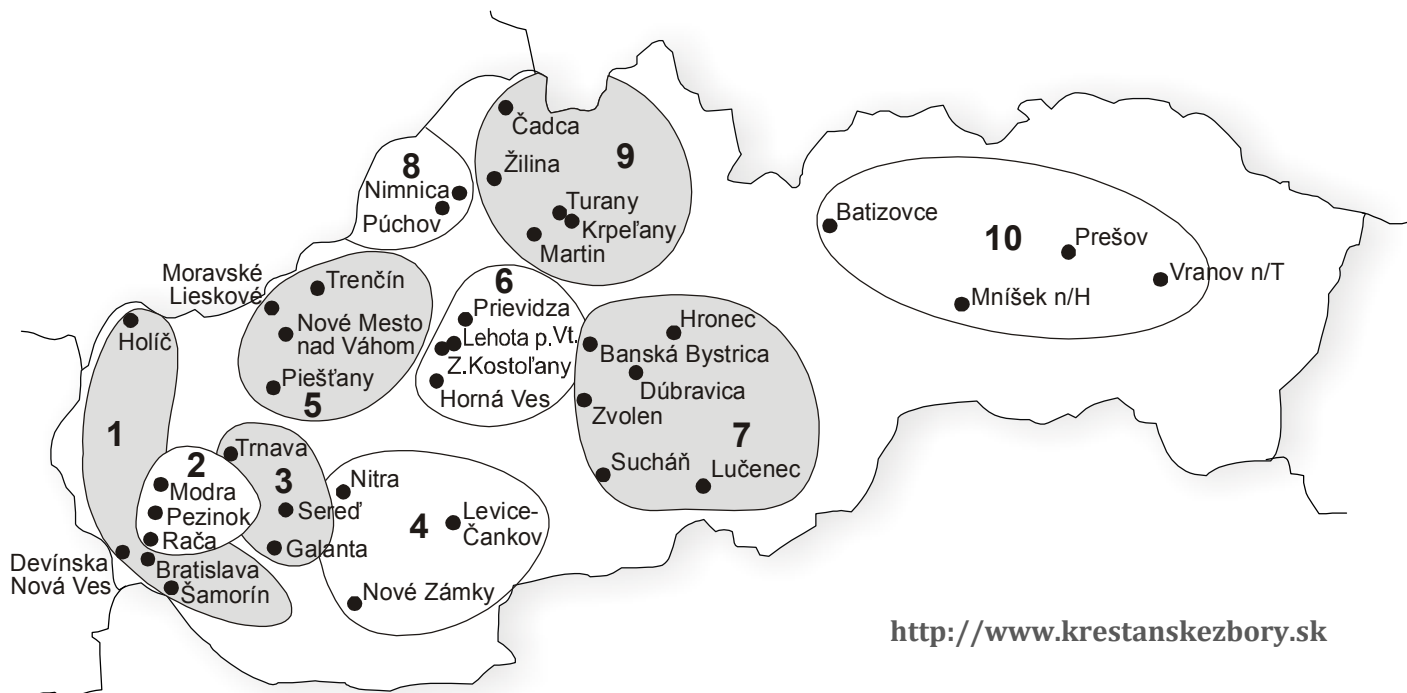 Čadca
9
8
Žilina
Nimnica
Púchov
Turany
Krpeľany
Martin
Batizovce
10
Prešov
Vranov n/T
Mníšek n/H
Moravské
Lieskové
Trenčín
Nové Mesto
nad Váhom
Piešťany
5
6
Prievidza
Lehota p.Vt.
Z.Kostoľany
Horná Ves
Hronec
Banská Bystrica
Dúbravica
Zvolen
7
Sucháň
Lučenec
Holíč
1
2
Modra
Pezinok
Rača
Trnava
3
Sereď
Galanta
Nitra
4
Levice-
Čankov
Nové Zámky
Devínska
Nová Ves
Bratislava
Šamorín
http://www.krestanskezbory.sk